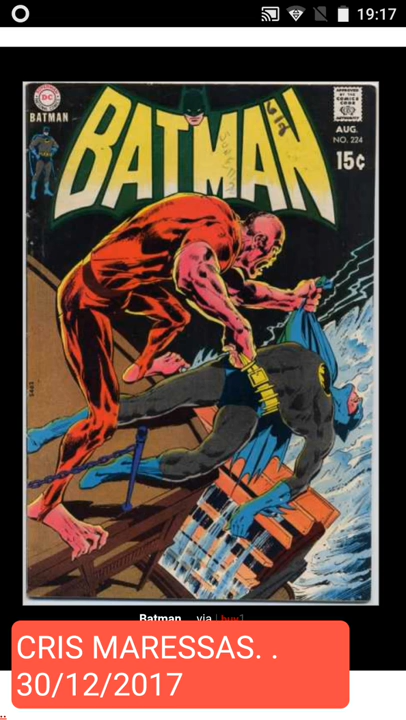 19:17
DC
BATMAN
BATMAN
APPROVED
BY THE
COMICS
CODE
AUG.
NO. 224
15¢
Batman
via | buy]
CRIS MARESSAS. .
30/12/2017
..